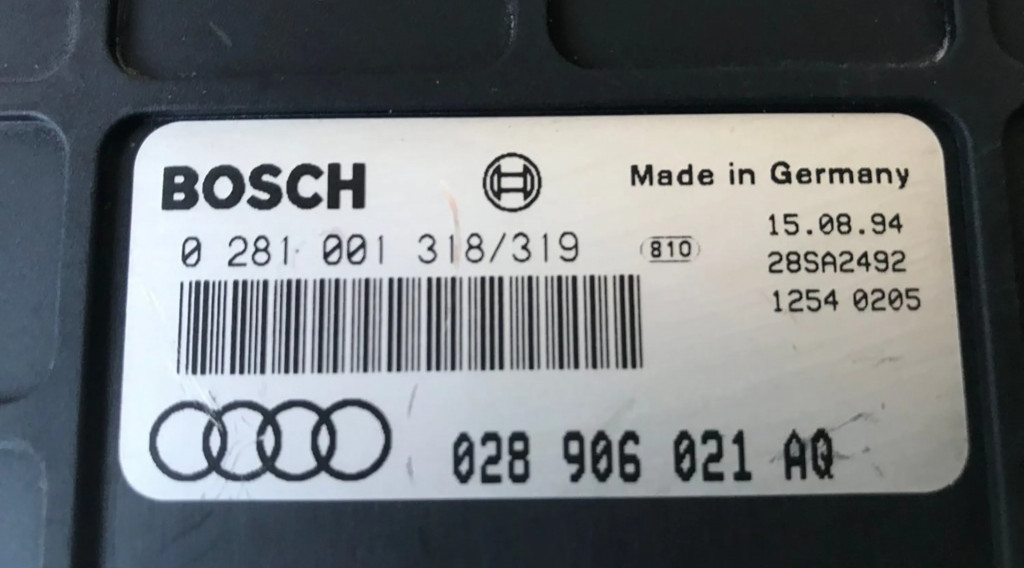 BOSCH
Made in Germany
0 281 001 318/319
810
15.08.94
28SA2492
1254 0205
028 906 021 AQ